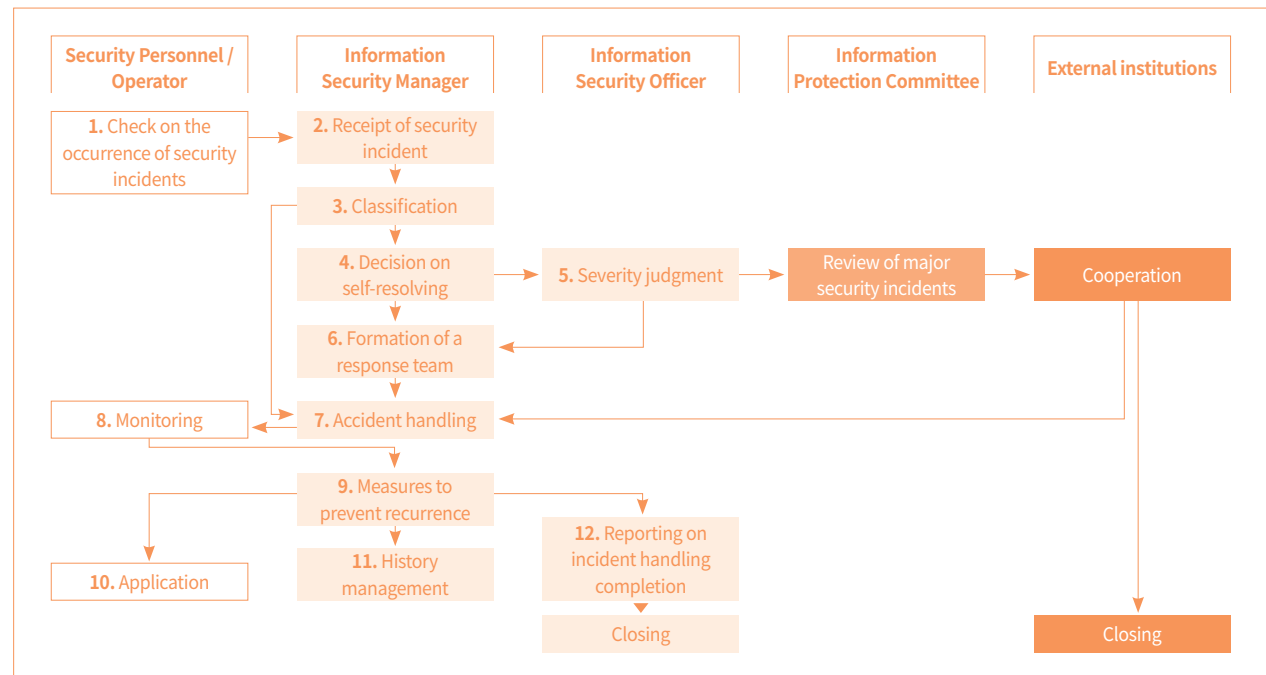 Security Personnel /
Operator
Information
Security Manager
Information
Security Officer
Information
Protection Committee
External institutions
1. Check on the
occurrence of security
incidents
2. Receipt of security
incident
3. Classification
4. Decision on
self-resolving
5. Severity judgment
Review of major
security incidents
Cooperation
6. Formation of a
response team
8. Monitoring
7. Accident handling
9. Measures to
prevent recurrence
10. Application
11. History
management
12. Reporting on
incident handling
completion
Closing
Closing